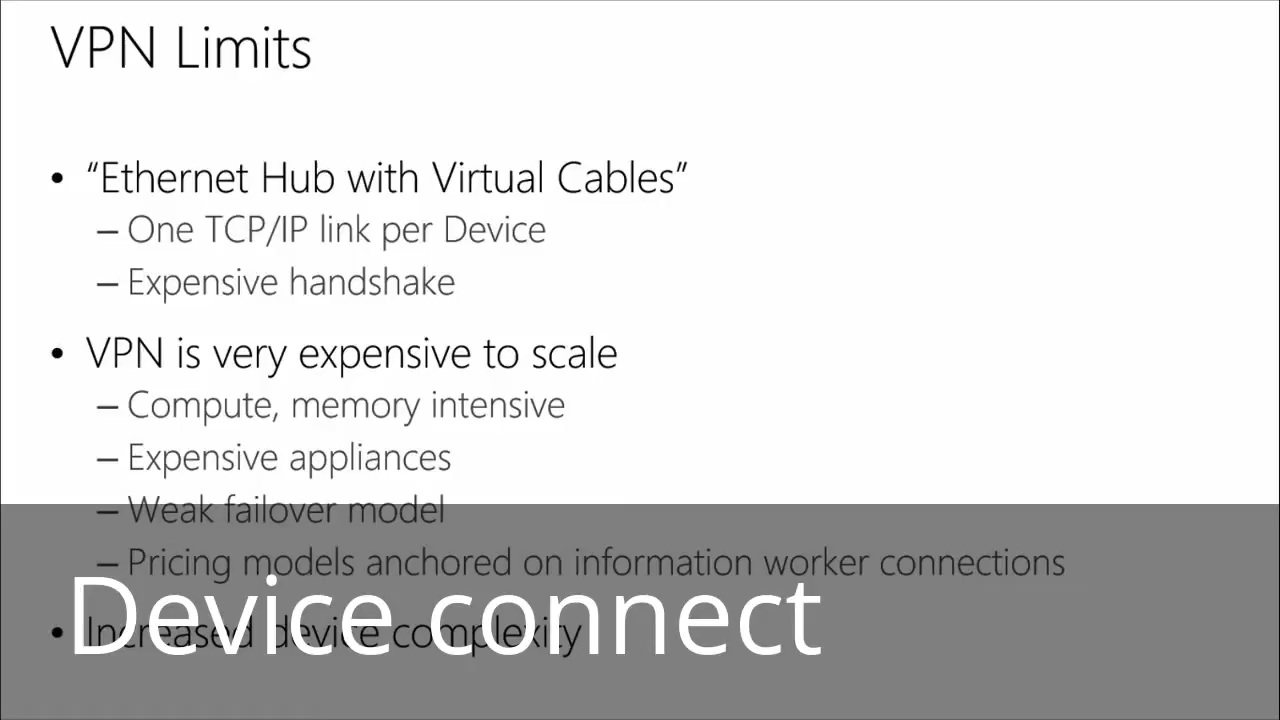 VPN Limits
• “Ethernet Hub with Virtual Cables”
– One TCP/IP link per Device
– Expensive handshake
• VPN is very expensive to scale
– Compute, memory intensive
– Expensive appliances
– Weak failover model
– Pricing models anchored on information worker connections
• Increased device complexity
Device connect